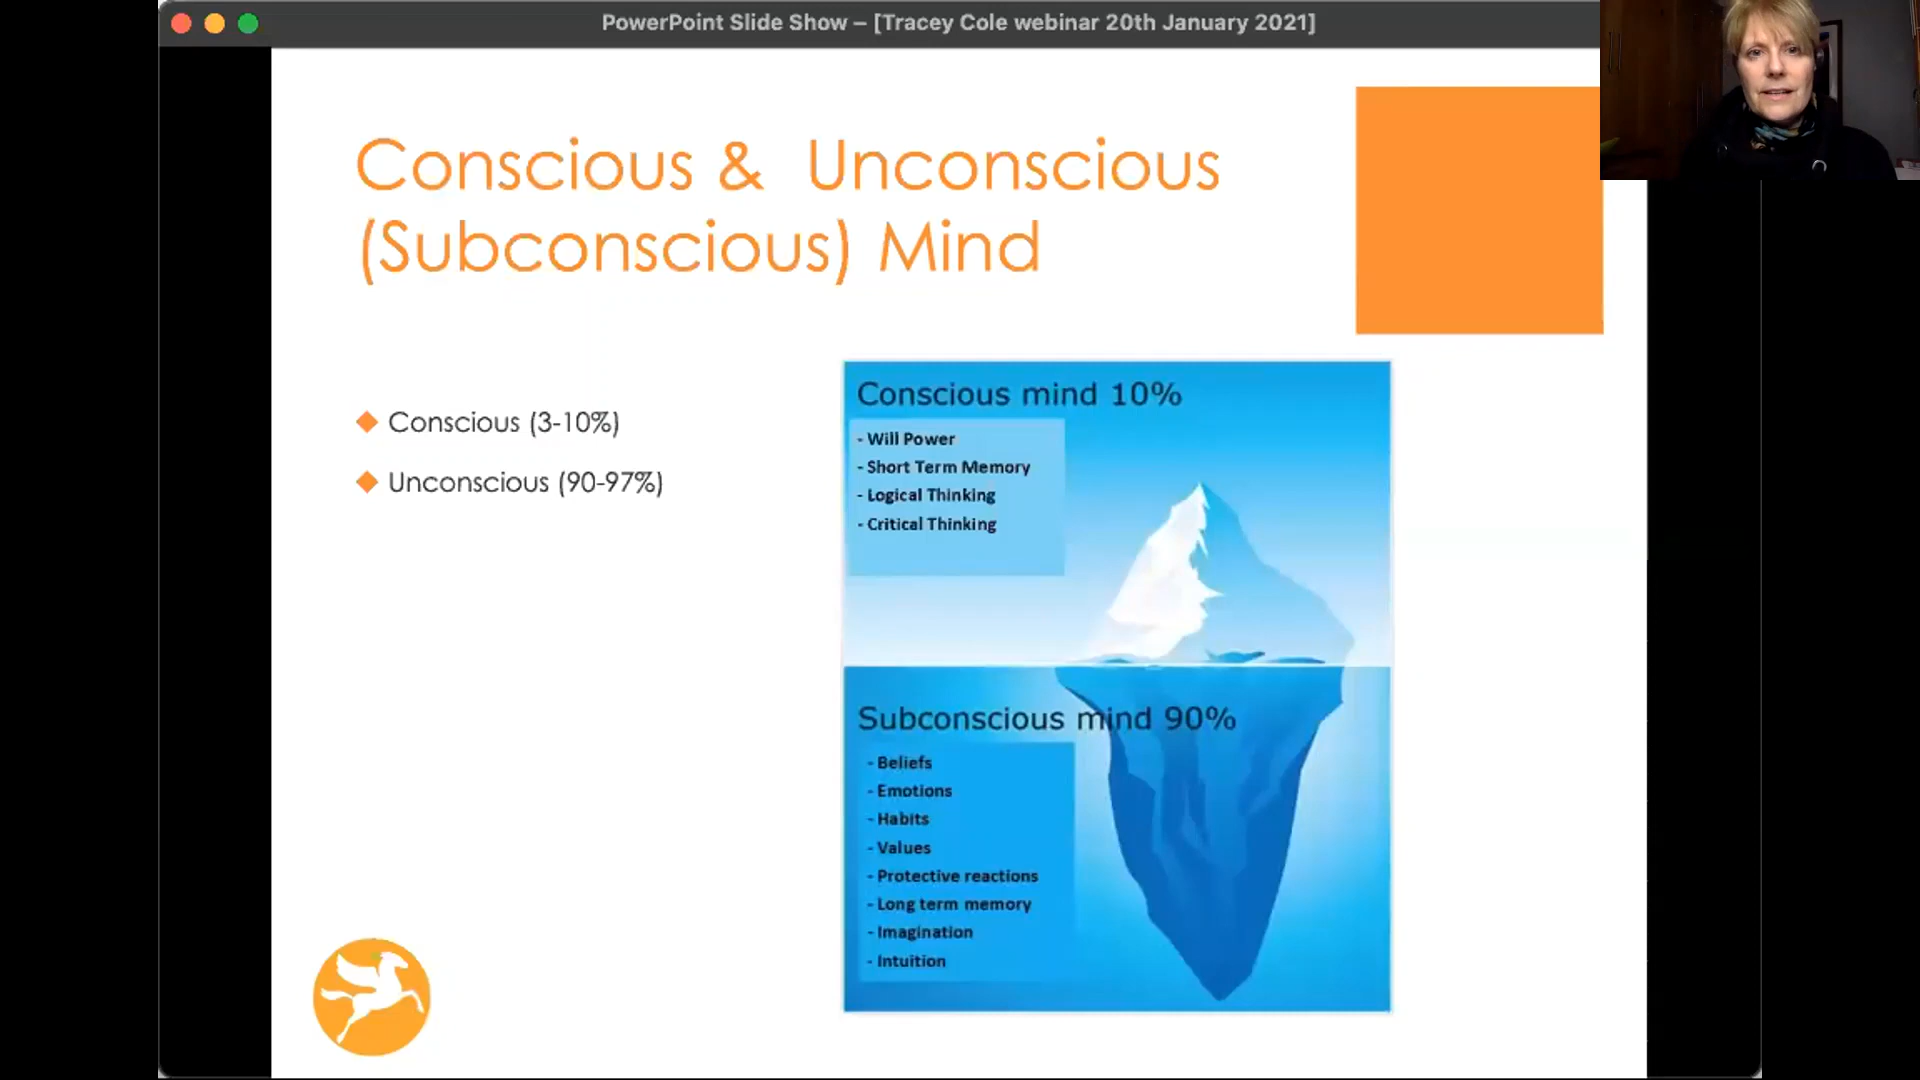 PowerPoint Slide Show – [Tracey Cole webinar 20th January 2021]
Conscious & Unconscious
(Subconscious) Mind
Conscious (3-10%)
Unconscious (90-97%)
Conscious mind 10%
- Will Power
- Short Term Memory
- Logical Thinking
- Critical Thinking
Subconscious mind 90%
- Beliefs
- Emotions
- Habits
- Values
- Protective reactions
- Long term memory
- Imagination
- Intuition